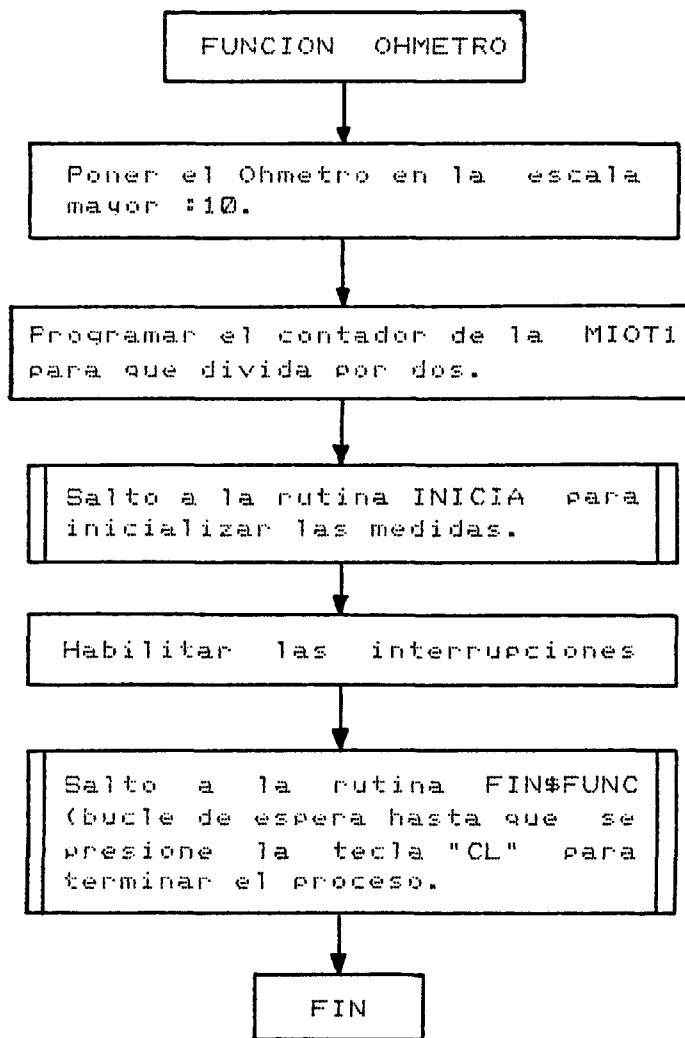 FUNCION OHMETRO
Poner el Ohmetro en la escala
mayor :10.
Programar el contador de la MIOT1
para que divida por dos.
Salto a la rutina INICIA para
inicializar las medidas.
Habilitar las interrupciones
Salto a la rutina FIN$FUNC
(bucle de espera hasta que se
presione la tecla "CL" para
terminar el proceso.
FIN